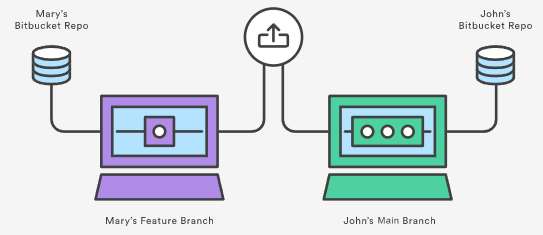 Mary's
Bitbucket Repo
John's
Bitbucket Repo
Mary's Feature Branch
John's Main Branch